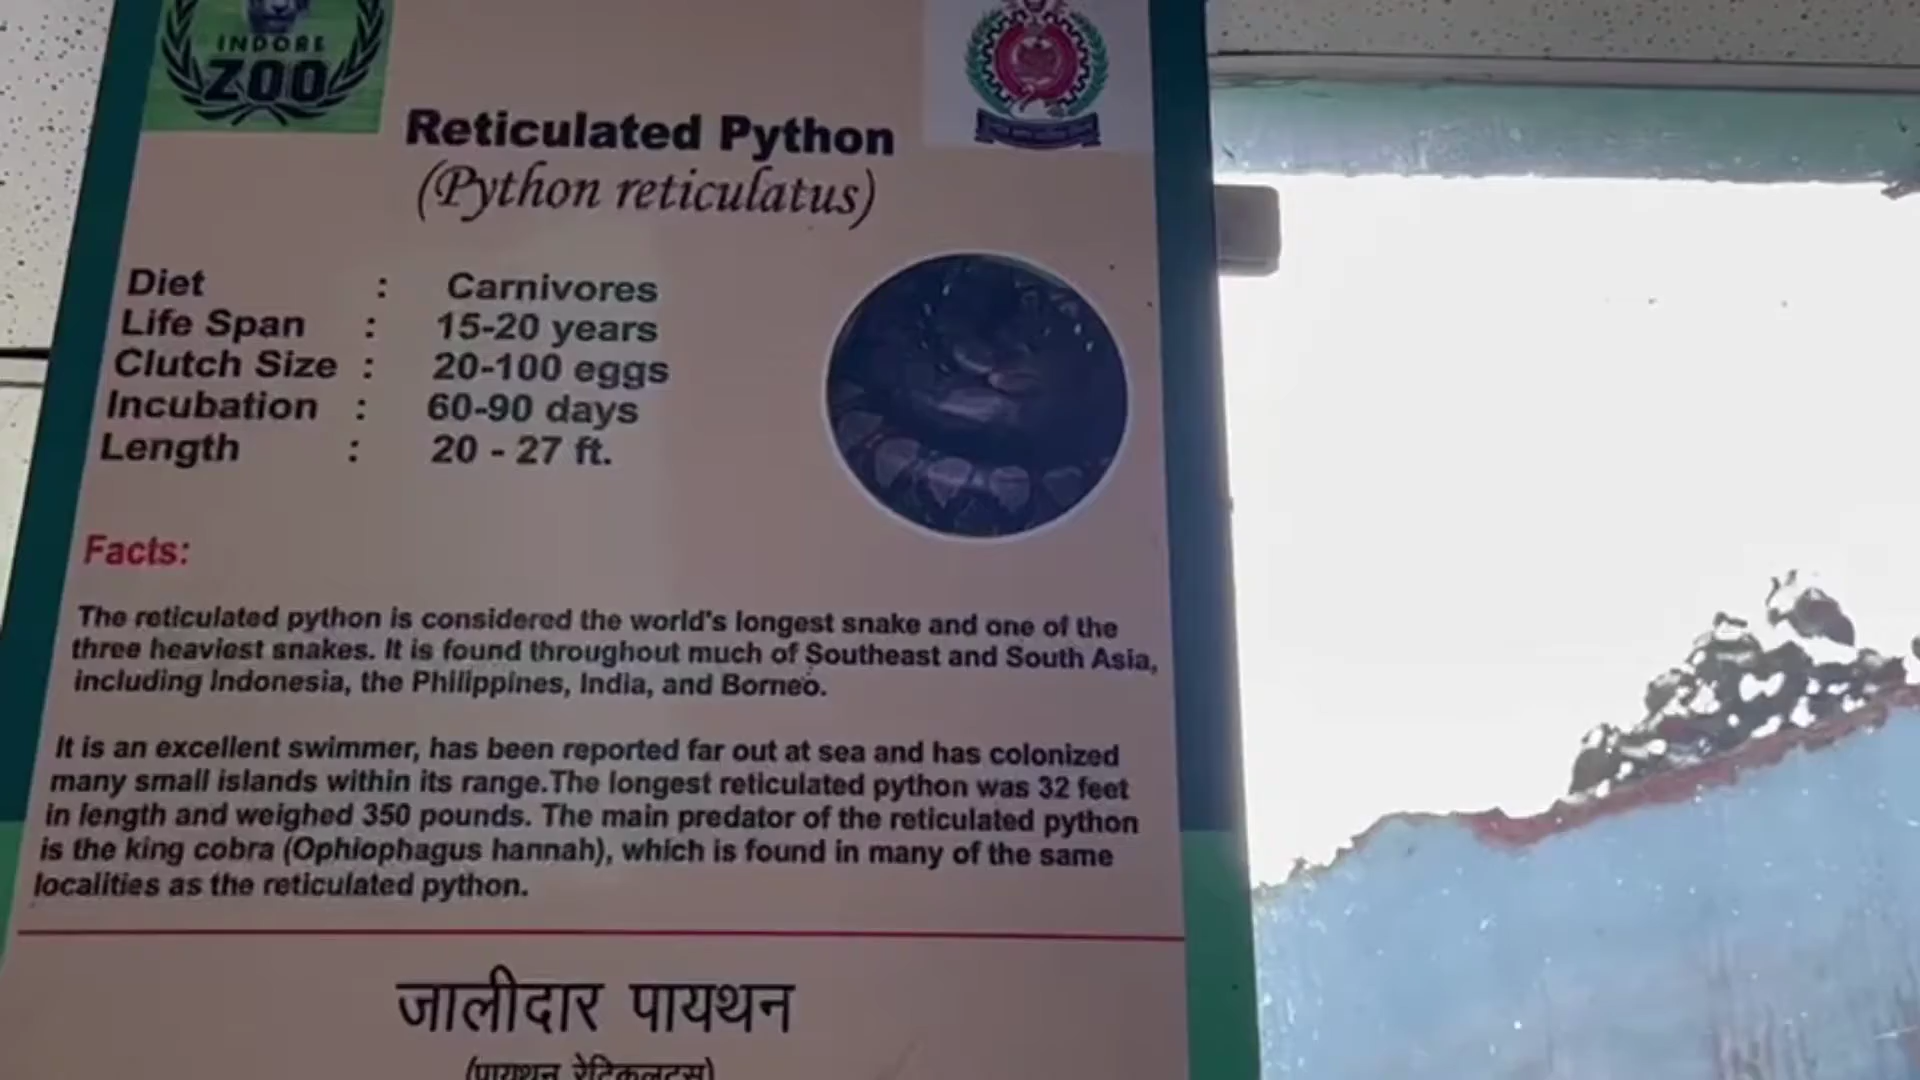 INDORE
ZOO
Reticulated Python
(Python reticulatus)
Diet : Carnivores
Life Span : 15-20 years
Clutch Size : 20-100 eggs
Incubation : 60-90 days
Length : 20 - 27 ft.
Facts:
The reticulated python is considered the world's longest snake and one of the
three heaviest snakes. It is found throughout much of Southeast and South Asia,
including Indonesia, the Philippines, India, and Borneo.
It is an excellent swimmer, has been reported far out at sea and has colonized
many small islands within its range.The longest reticulated python was 32 feet
in length and weighed 350 pounds. The main predator of the reticulated python
is the king cobra (Ophiophagus hannah), which is found in many of the same
localities as the reticulated python.
जालीदार पायथन
(पायथन रेटिकुलटस)